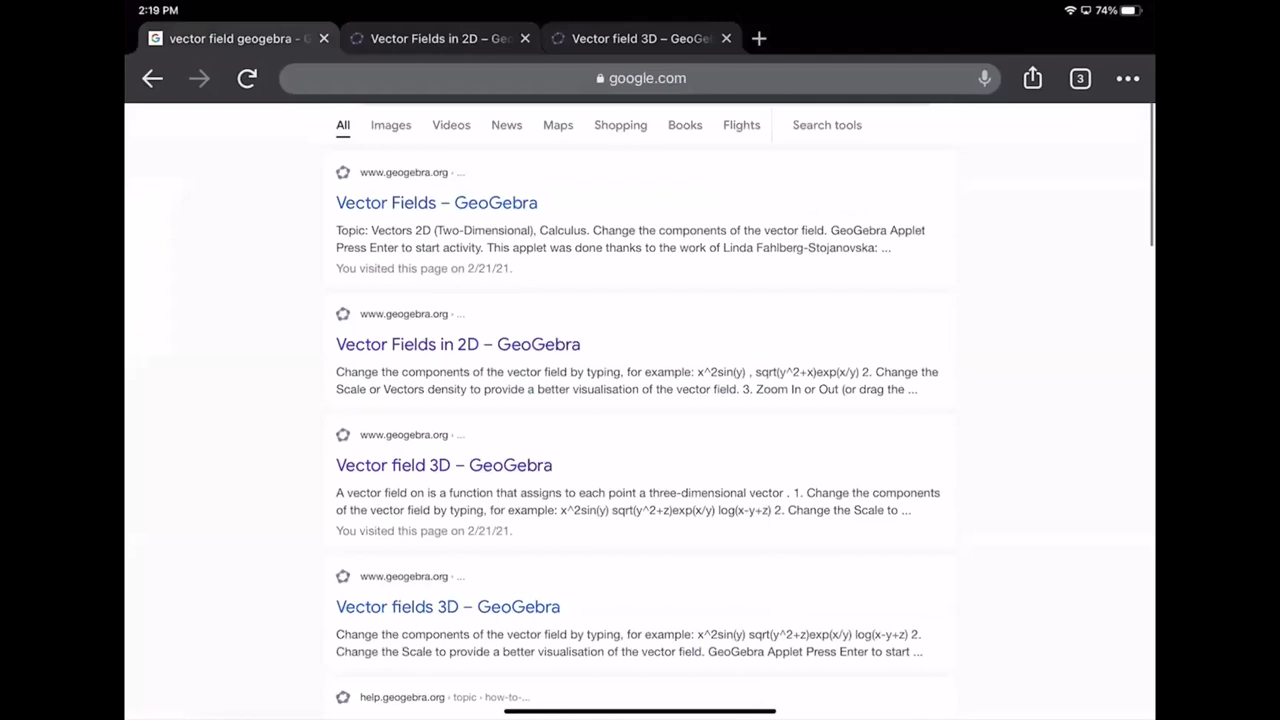 2:19 PM
74%
vector field geogebra - G
Vector Fields in 2D – Geo
Vector field 3D – GeoGel
google.com
3
All Images Videos News Maps Shopping Books Flights Search tools
www.geogebra.org · ...
Vector Fields – GeoGebra
Topic: Vectors 2D (Two-Dimensional), Calculus. Change the components of the vector field. GeoGebra Applet
Press Enter to start activity. This applet was done thanks to the work of Linda Fahlberg-Stojanovska: ...
You visited this page on 2/21/21.
www.geogebra.org · ...
Vector Fields in 2D – GeoGebra
Change the components of the vector field by typing, for example: x^2sin(y) , sqrt(y^2+x)exp(x/y) 2. Change the
Scale or Vectors density to provide a better visualisation of the vector field. 3. Zoom In or Out (or drag the ...
www.geogebra.org · ...
Vector field 3D – GeoGebra
A vector field on is a function that assigns to each point a three-dimensional vector . 1. Change the components
of the vector field by typing, for example: x^2sin(y) sqrt(y^2+z)exp(x/y) log(x-y+z) 2. Change the Scale to ...
You visited this page on 2/21/21.
www.geogebra.org · ...
Vector fields 3D – GeoGebra
Change the components of the vector field by typing, for example: x^2sin(y) sqrt(y^2+z)exp(x/y) log(x-y+z) 2.
Change the Scale to provide a better visualisation of the vector field. GeoGebra Applet Press Enter to start ...
help.geogebra.org › topic › how-to-...